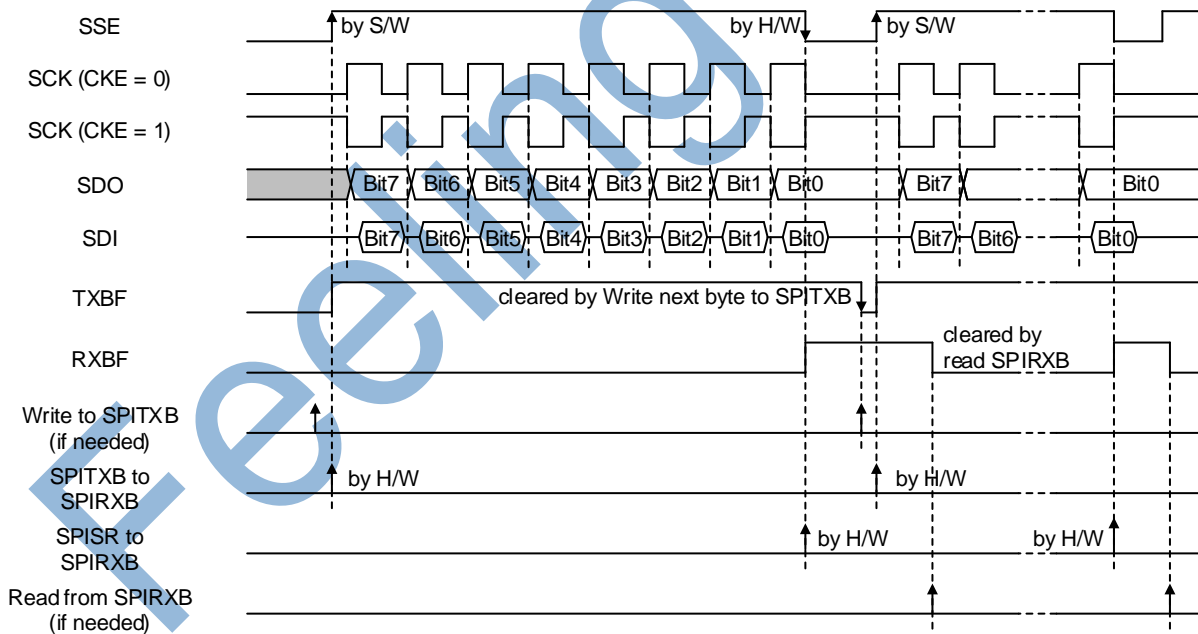 SSE
by S/W
by H/W
by S/W
SCK (CKE = 0)
SCK (CKE = 1)
SDO
Bit7 Bit6 Bit5 Bit4 Bit3 Bit2 Bit1 Bit0 Bit7 Bit0
SDI
Bit7 Bit6 Bit5 Bit4 Bit3 Bit2 Bit1 Bit0 Bit7 Bit6 Bit0
TXBF
cleared by Write next byte to SPITXB
RXBF
cleared by
read SPIRXB
Write to SPITXB
(if needed)
SPITXB to
SPIRXB
by H/W
by H/W
SPISR to
SPIRXB
by H/W
by H/W
Read from SPIRXB
(if needed)
Feeling